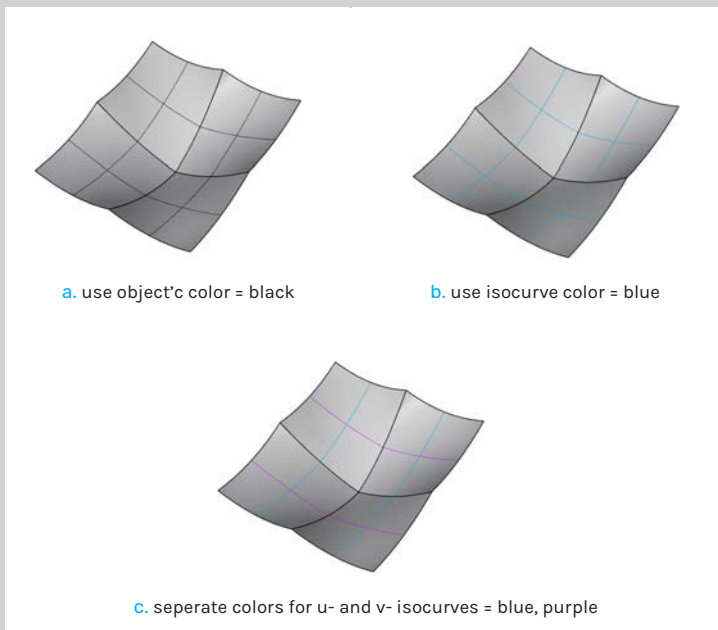 a. use object'c color = black
b. use isocurve color = blue
c. seperate colors for u- and v- isocurves = blue, purple